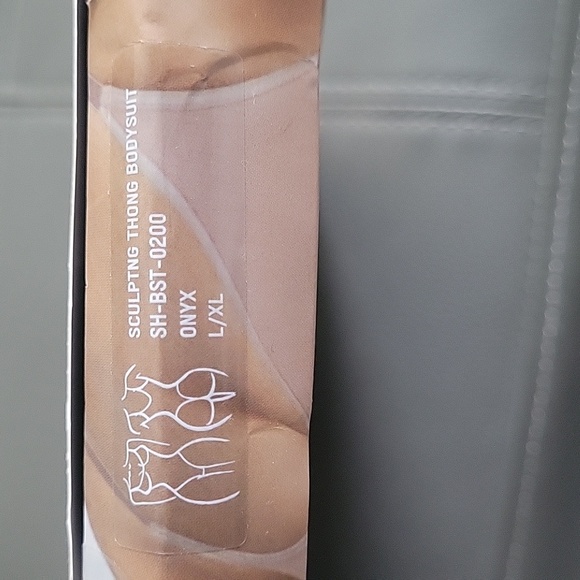 SCULPTNG THONG BODYSUIT
SH-BST-0200
ONYX
L/XL